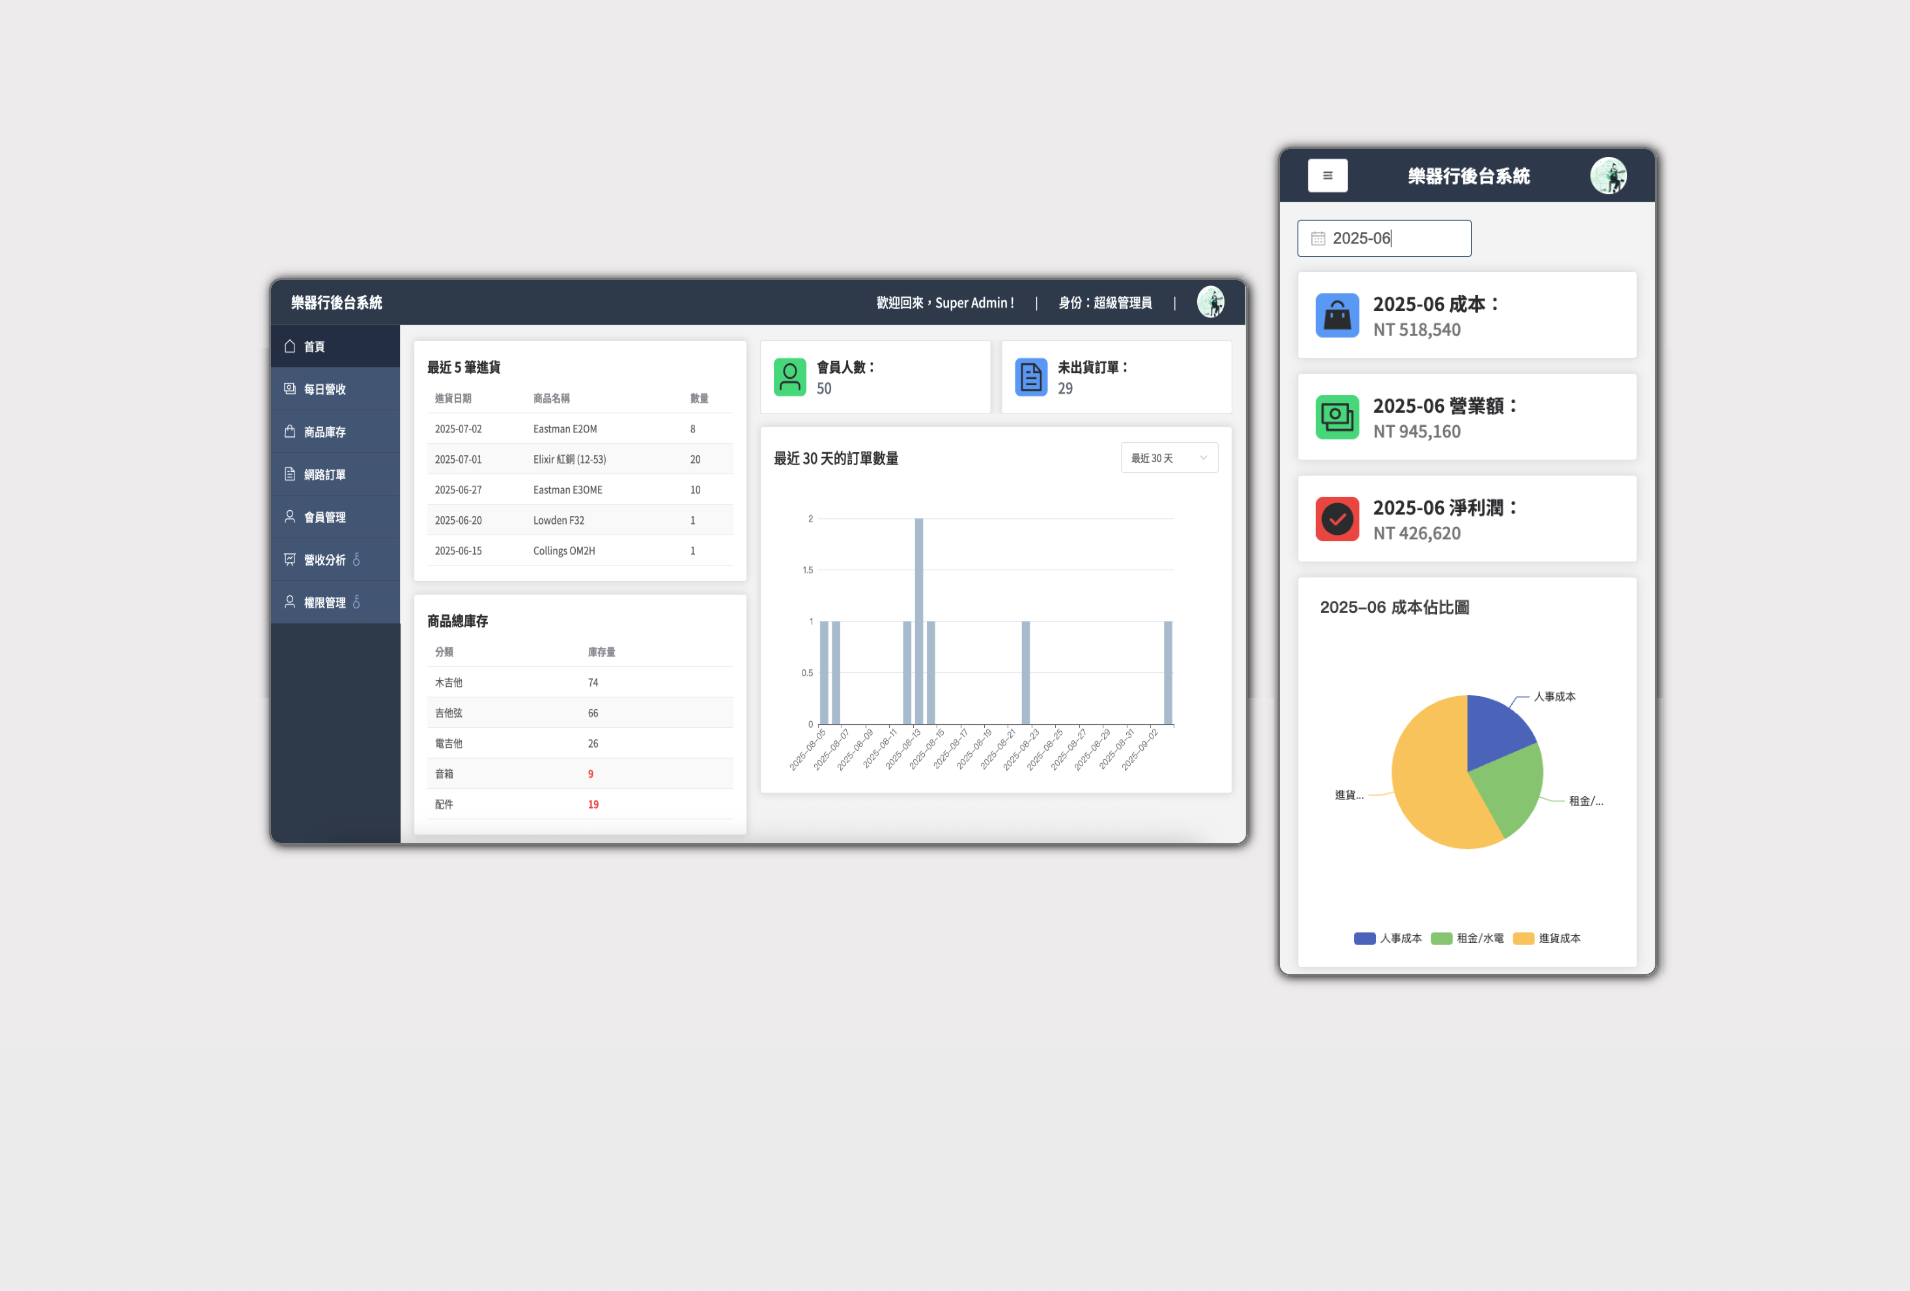 樂器行後台系統
歡迎回來，Super Admin !
|
身份：超級管理員
|
首頁
每日營收
商品庫存
網路訂單
會員管理
營收分析
權限管理
最近 5 筆進貨
進貨日期 商品名稱 數量
2025-07-02 Eastman E2OM 8
2025-07-01 Elixir 紅銅 (12-53) 20
2025-06-27 Eastman E3OME 10
2025-06-20 Lowden F32 1
2025-06-15 Collings OM2H 1
商品總庫存
分類 庫存量
木吉他 74
吉他弦 66
電吉他 26
音箱 9
配件 19
會員人數：
50
未出貨訂單：
29
最近 30 天的訂單數量
最近 30 天
2
1.5
1
0.5
0
2025-08-05
2025-08-07
2025-08-09
2025-08-11
2025-08-13
2025-08-15
2025-08-17
2025-08-19
2025-08-21
2025-08-23
2025-08-25
2025-08-27
2025-08-29
2025-08-31
2025-09-02
樂器行後台系統
2025-06
2025-06 成本：
NT 518,540
2025-06 營業額：
NT 945,160
2025-06 淨利潤：
NT 426,620
2025-06 成本佔比圖
人事成本
進貨...
租金/...
人事成本 租金/水電 進貨成本